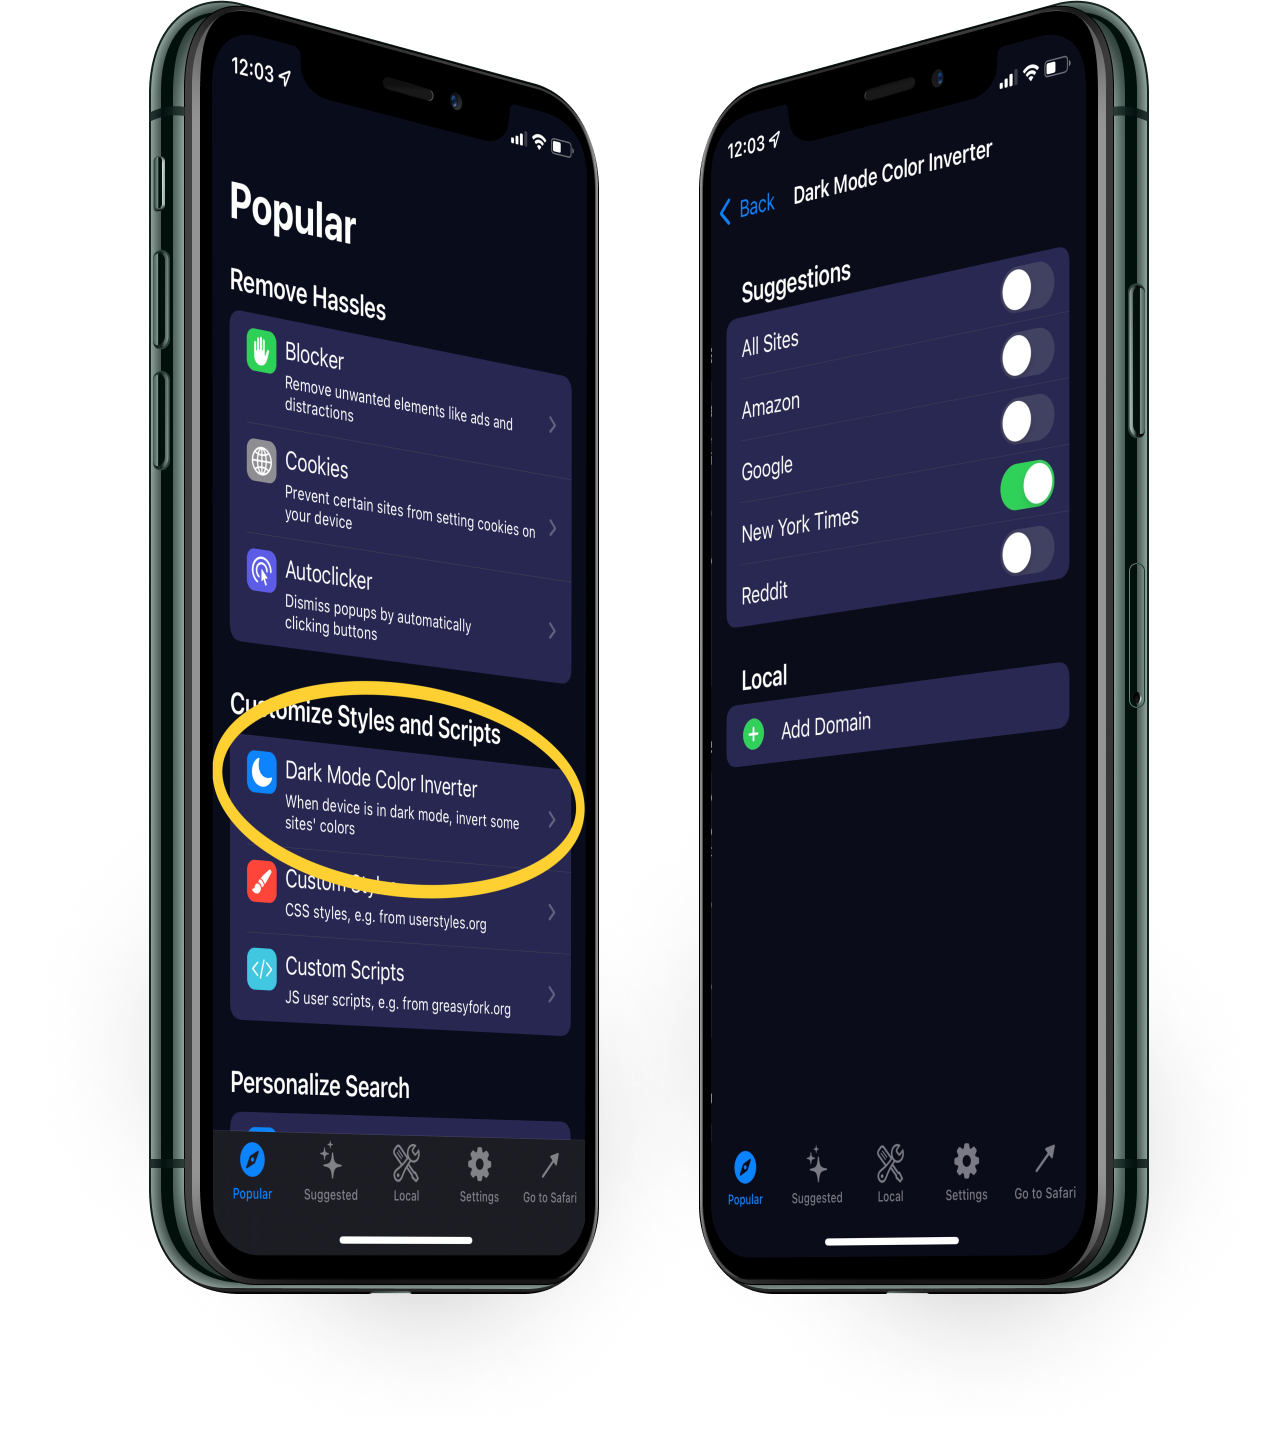 12:03
Popular
Remove Hassles
Blocker
Remove unwanted elements like ads and
distractions
Cookies
Prevent certain sites from setting cookies on
your device
Autoclicker
Dismiss popups by automatically
clicking buttons
Customize Styles and Scripts
Dark Mode Color Inverter
When device is in dark mode, invert some
sites' colors
Custom Styles
CSS styles, e.g. from userstyles.org
Custom Scripts
JS user scripts, e.g. from greasyfork.org
Personalize Search
Popular
Suggested
Local
Settings
Go to Safari
12:03
Back
Dark Mode Color Inverter
Suggestions
All Sites
Amazon
Google
New York Times
Reddit
Local
Add Domain
Popular
Suggested
Local
Settings
Go to Safari